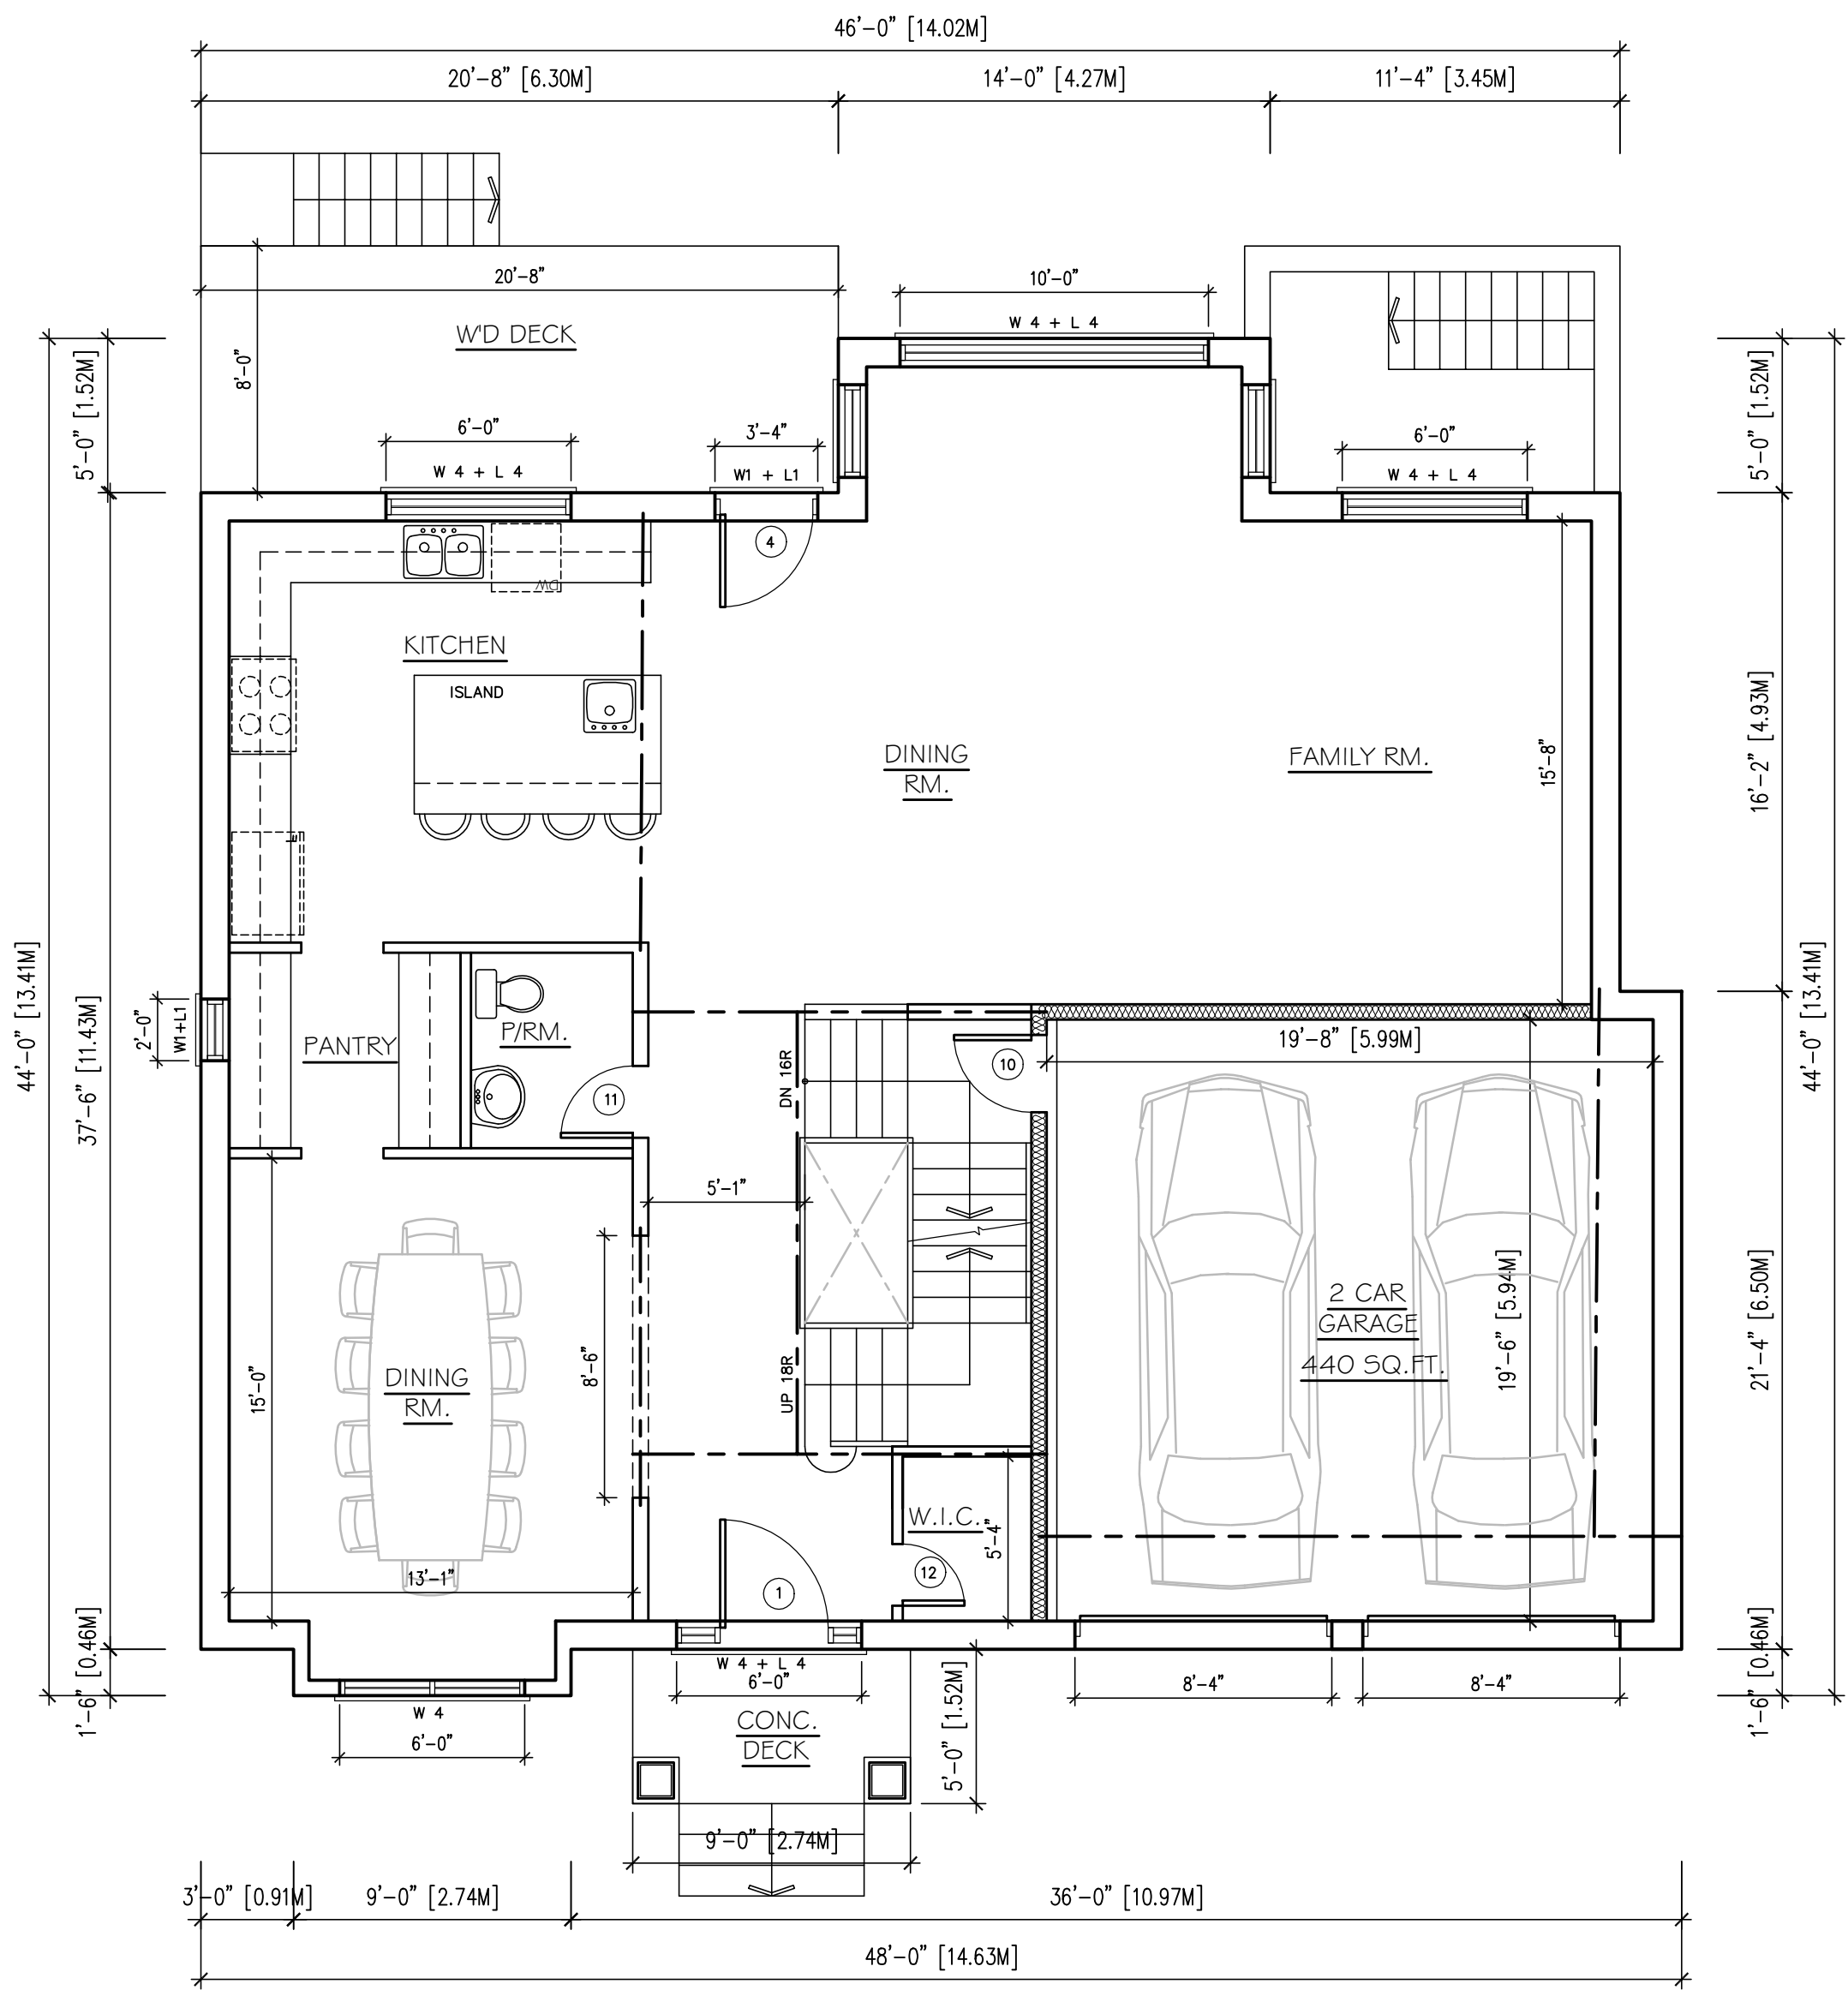 46'-0" [14.02M]
20'-8" [6.30M]
14'-0" [4.27M]
11'-4" [3.45M]
20'-8"
10'-0"
W'D DECK
W 4 + L 4
8'-0"
5'-0" [1.52M]
5'-0" [1.52M]
6'-0"
3'-4"
6'-0"
W 4 + L 4
W1 + L1
W 4 + L 4
4
DW
KITCHEN
ISLAND
DINING
RM.
FAMILY RM.
15'-8"
16'-2" [4.93M]
44'-0" [13.41M]
37'-6" [11.43M]
2'-0"
W1+L1
PANTRY
P/RM.
11
DN 16R
10
19'-8" [5.99M]
44'-0" [13.41M]
5'-1"
2 CAR
GARAGE
440 SQ.FT.
19'-6" [5.94M]
21'-4" [6.50M]
15'-0"
DINING
RM.
8'-6"
UP 18R
W.I.C.
5'-4"
13'-1"
1
12
1'-6" [0.46M]
1'-6" [0.46M]
W 4 + L 4
6'-0"
8'-4"
8'-4"
W 4
6'-0"
CONC.
DECK
5'-0" [1.52M]
9'-0" [2.74M]
3'-0" [0.91M]
9'-0" [2.74M]
36'-0" [10.97M]
48'-0" [14.63M]